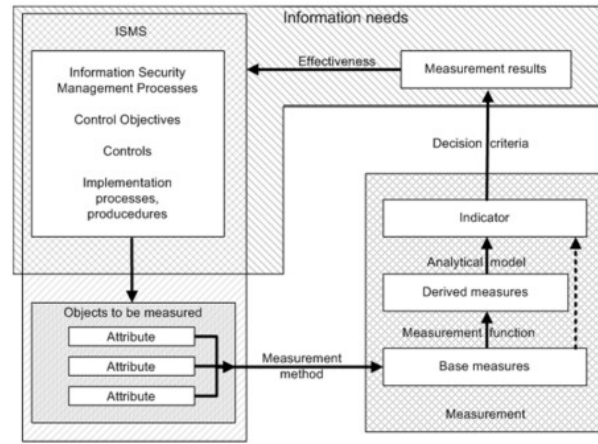 Information needs
ISMS
Information Security
Management Processes
Control Objectives
Controls
Implementation
processes,
producedures
Effectiveness
Measurement results
Decision criteria
Indicator
Analytical model
Derived measures
Measurement function
Base measures
Measurement
Objects to be measured
Attribute
Attribute
Attribute
Measurement
method